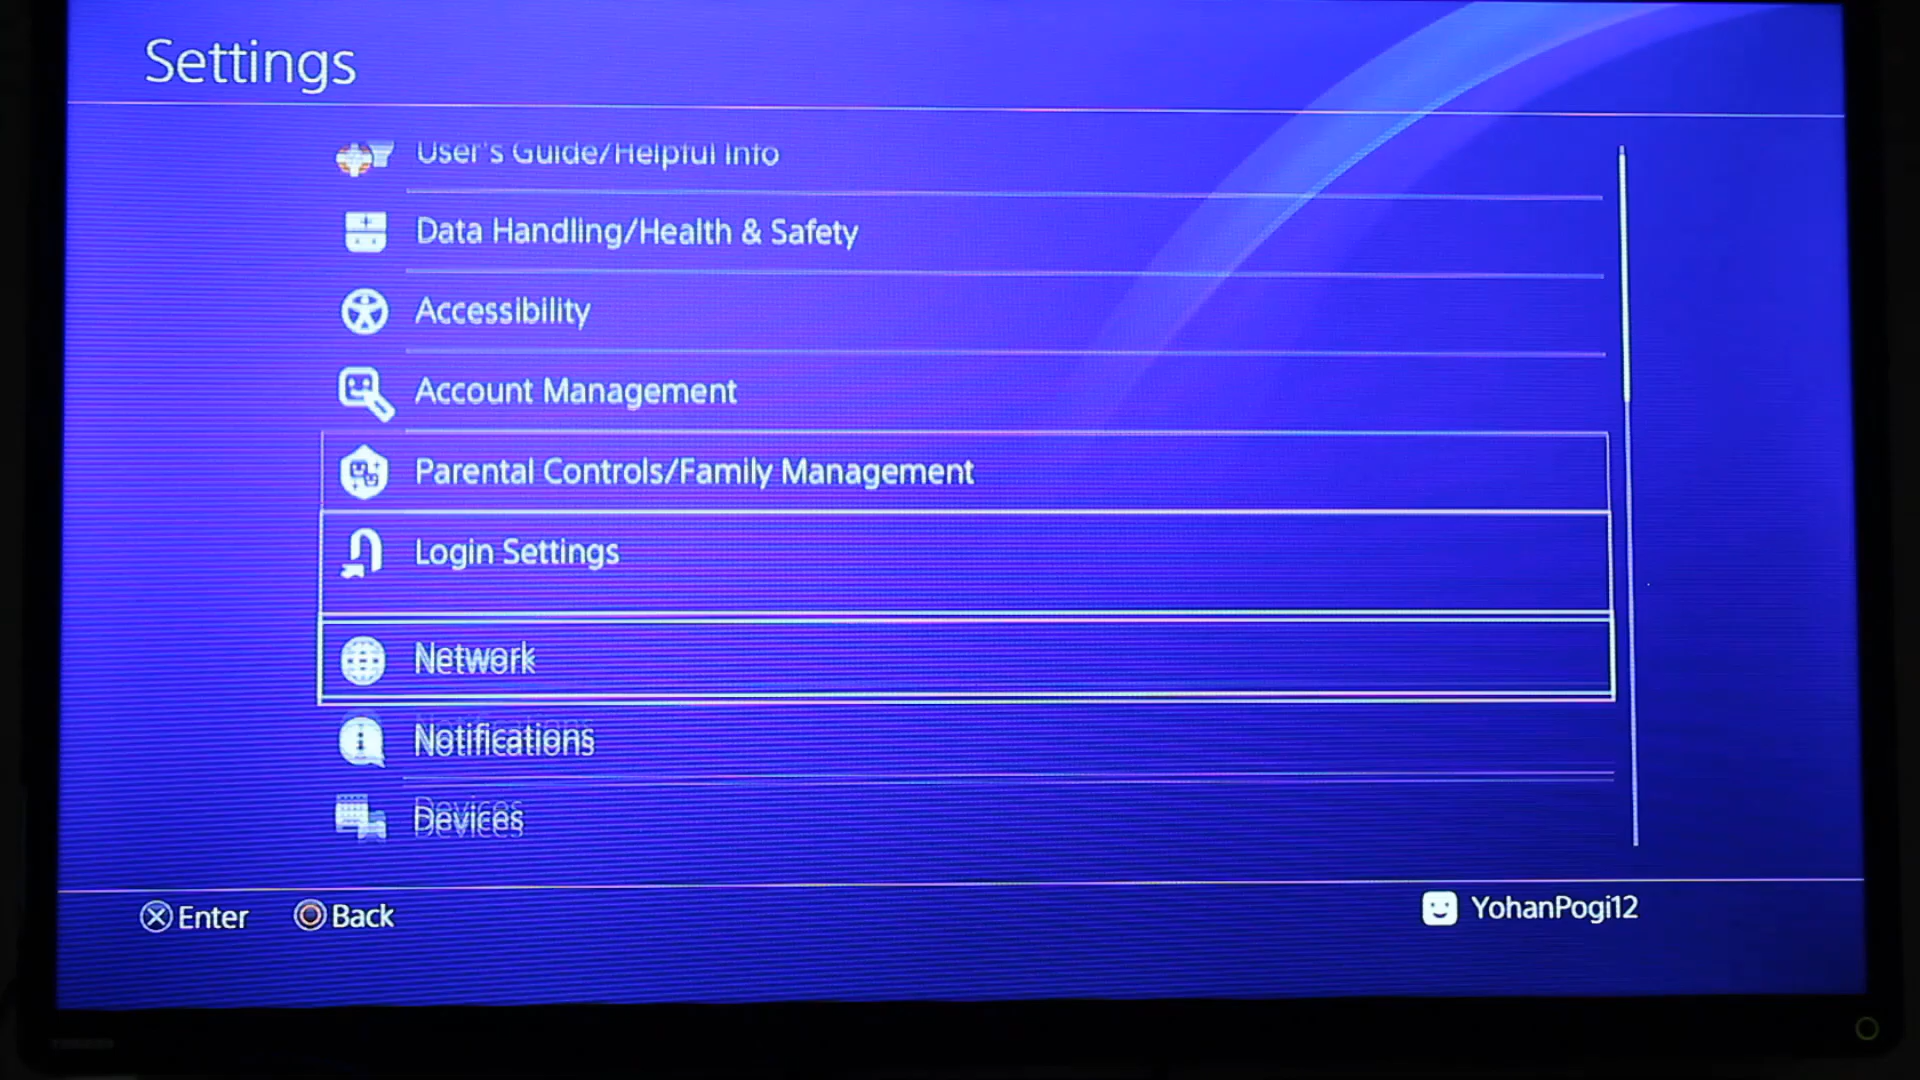 Settings
User's Guide/Helpful Info
Data Handling/Health & Safety
Accessibility
Account Management
Parental Controls/Family Management
Login Settings
Network
Notifications
Devices
Enter
Back
YohanPogi12